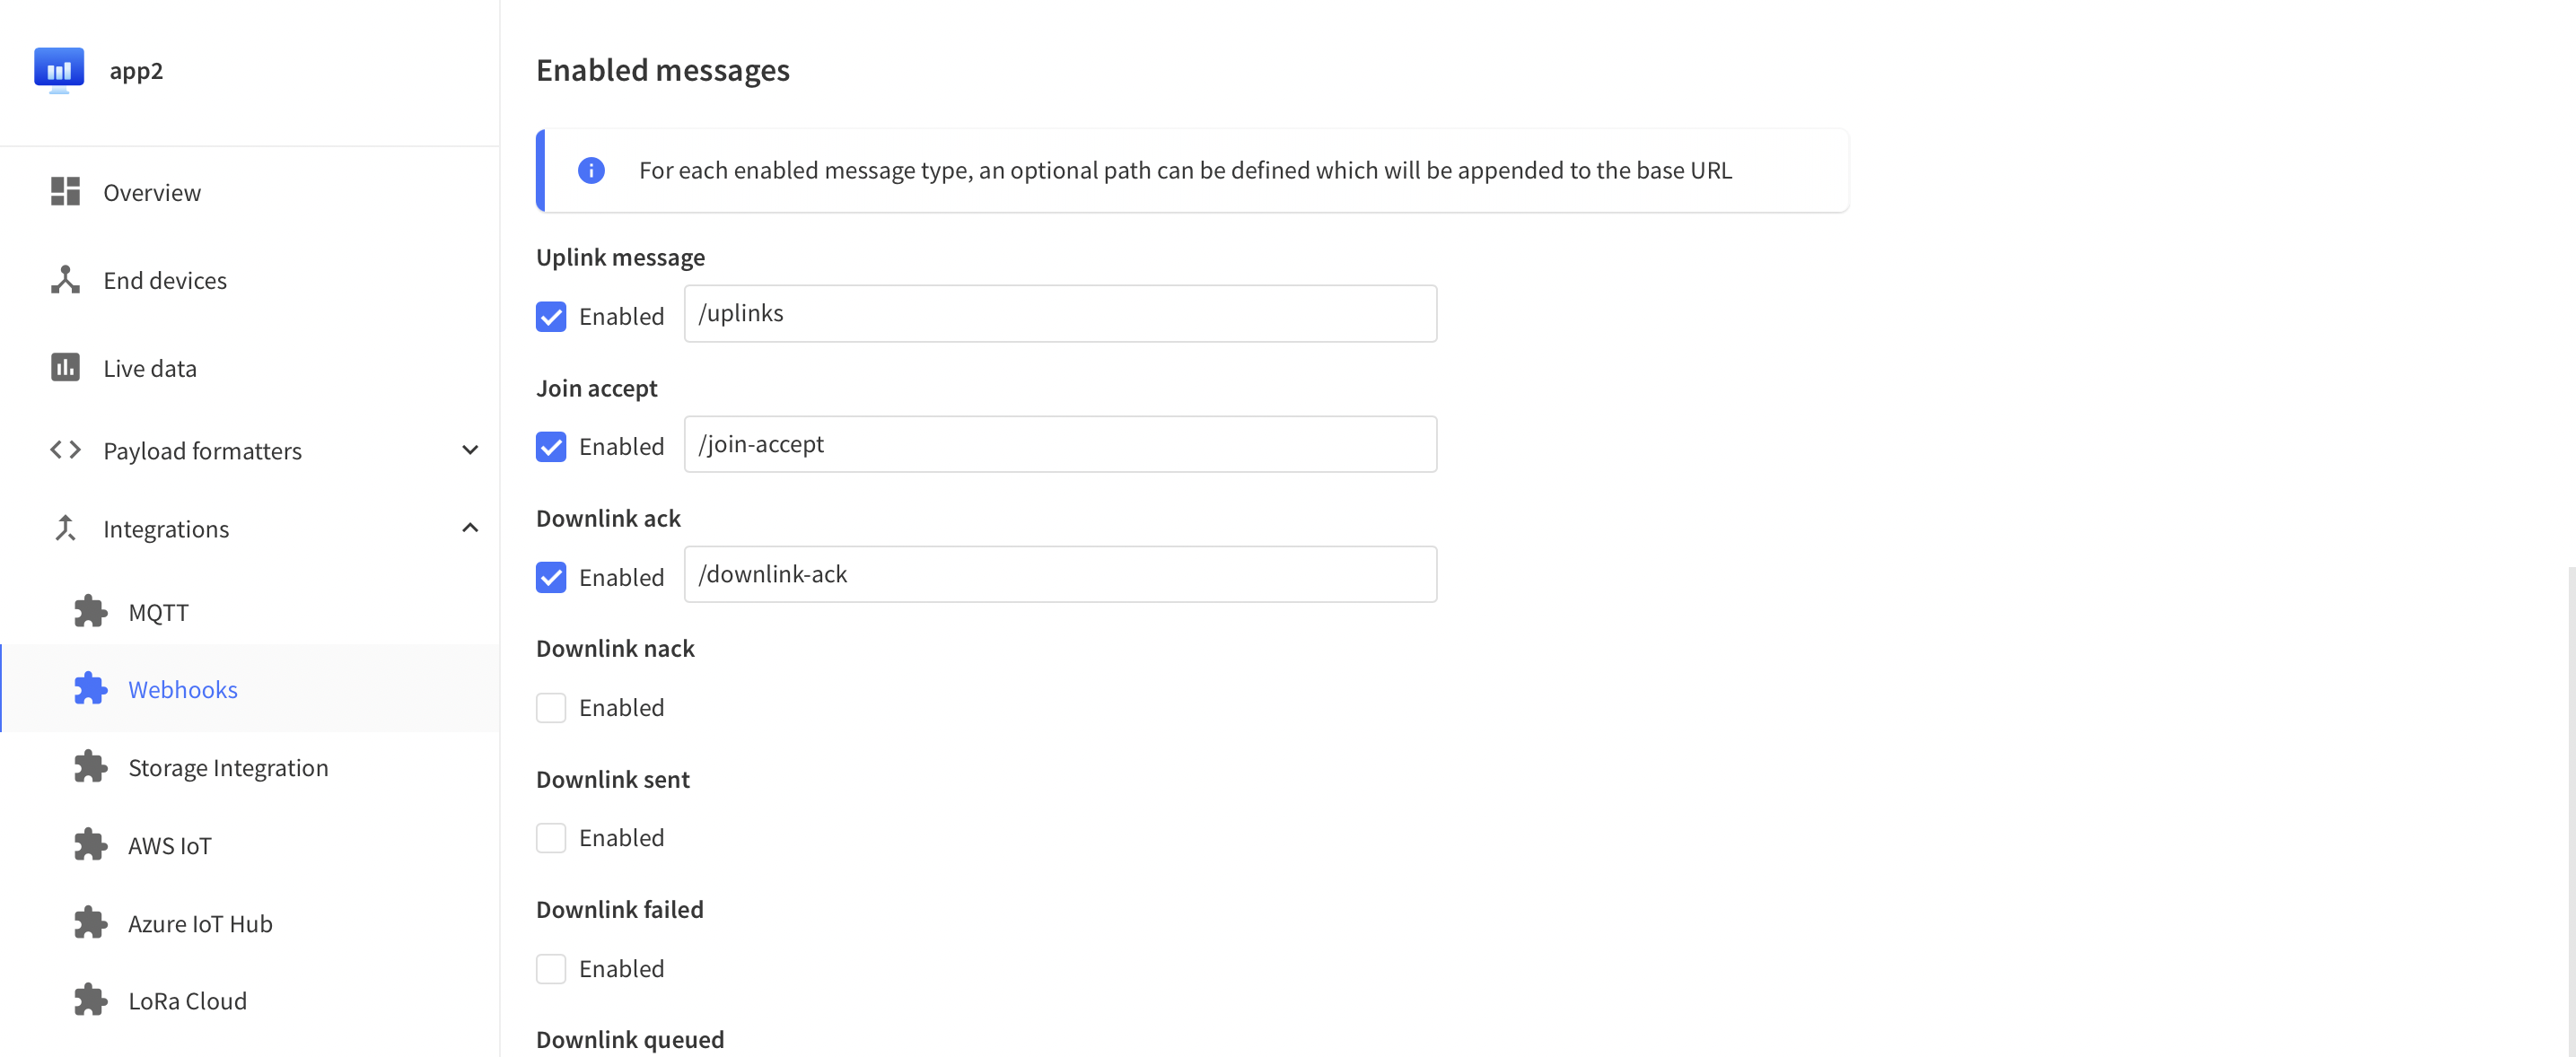 app2
Overview
End devices
Live data
Payload formatters
Integrations
MQTT
Webhooks
Storage Integration
AWS IoT
Azure IoT Hub
LoRa Cloud
Enabled messages
For each enabled message type, an optional path can be defined which will be appended to the base URL
Uplink message
Enabled /uplinks
Join accept
Enabled /join-accept
Downlink ack
Enabled /downlink-ack
Downlink nack
Enabled
Downlink sent
Enabled
Downlink failed
Enabled
Downlink queued